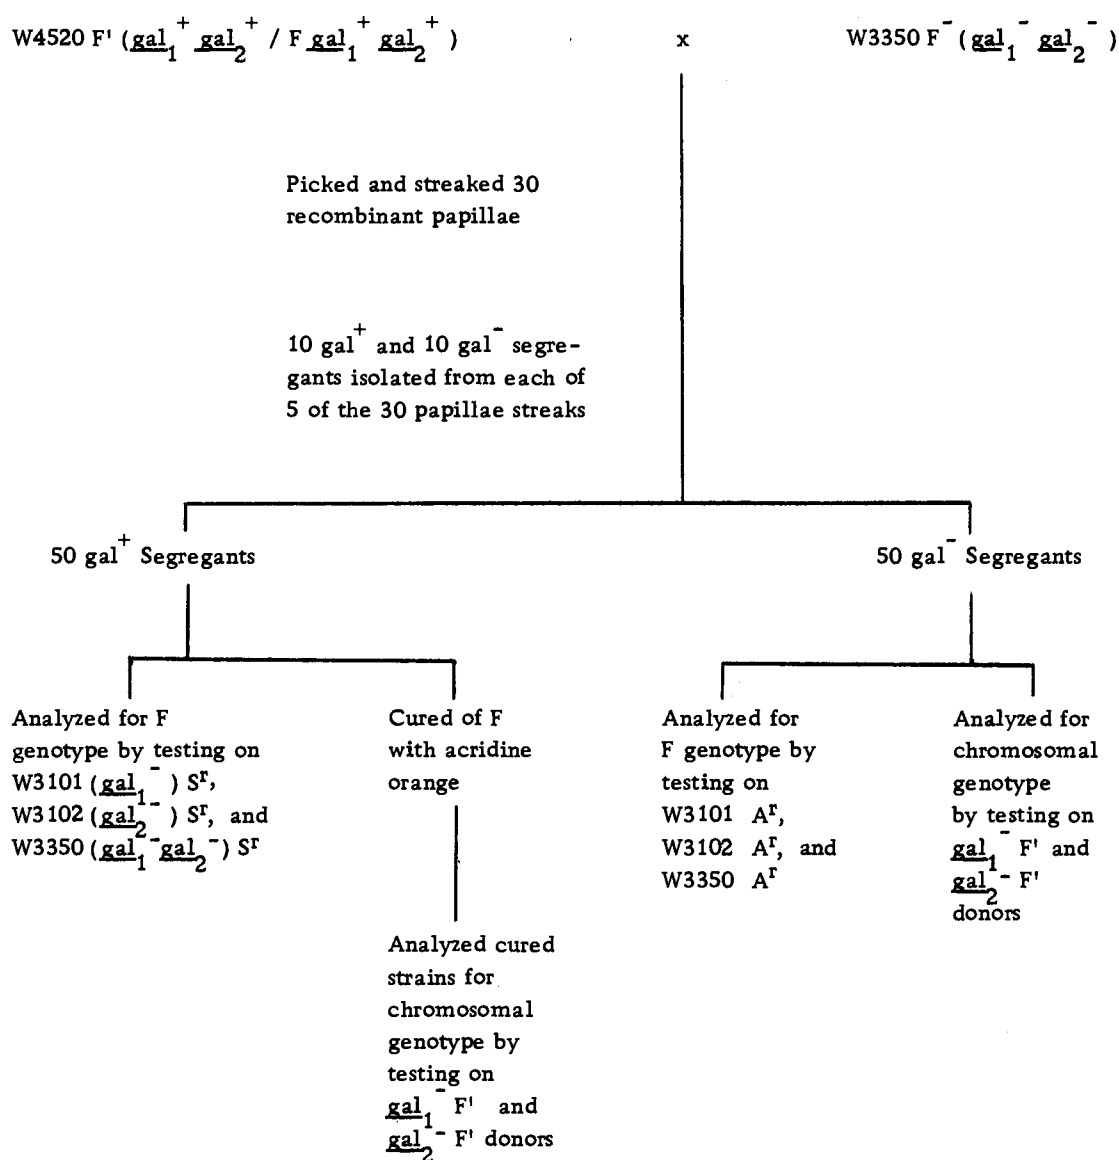 W4520 F' (gal₁⁺ gal₂⁺ / F gal₁⁺ gal₂⁺ ) x W3350 F⁻ (gal₁⁻ gal₂⁻ )
Picked and streaked 30
recombinant papillae
10 gal⁺ and 10 gal⁻ segre-
gants isolated from each of
5 of the 30 papillae streaks
50 gal⁺ Segregants
50 gal⁻ Segregants
Analyzed for F
genotype by testing on
W3101 (gal₁⁻ ) Sʳ,
W3102 (gal₂⁻ ) Sʳ, and
W3350 (gal₁⁻gal₂⁻) Sʳ
Cured of F
with acridine
orange
Analyzed cured
strains for
chromosomal
genotype by
testing on
gal₁⁻ F' and
gal₂⁻ F' donors
Analyzed for
F genotype by
testing on
W3101 Aʳ,
W3102 Aʳ, and
W3350 Aʳ
Analyzed for
chromosomal
genotype
by testing on
gal₁⁻ F' and
gal₂⁻ F'
donors